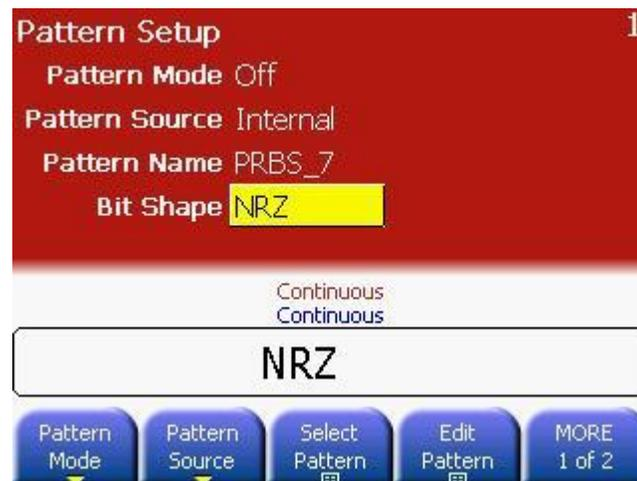 Pattern Setup 1
Pattern Mode Off
Pattern Source Internal
Pattern Name PRBS_7
Bit Shape NRZ
Continuous
Continuous
NRZ
Pattern Mode
Pattern Source
Select Pattern
Edit Pattern
MORE 1 of 2